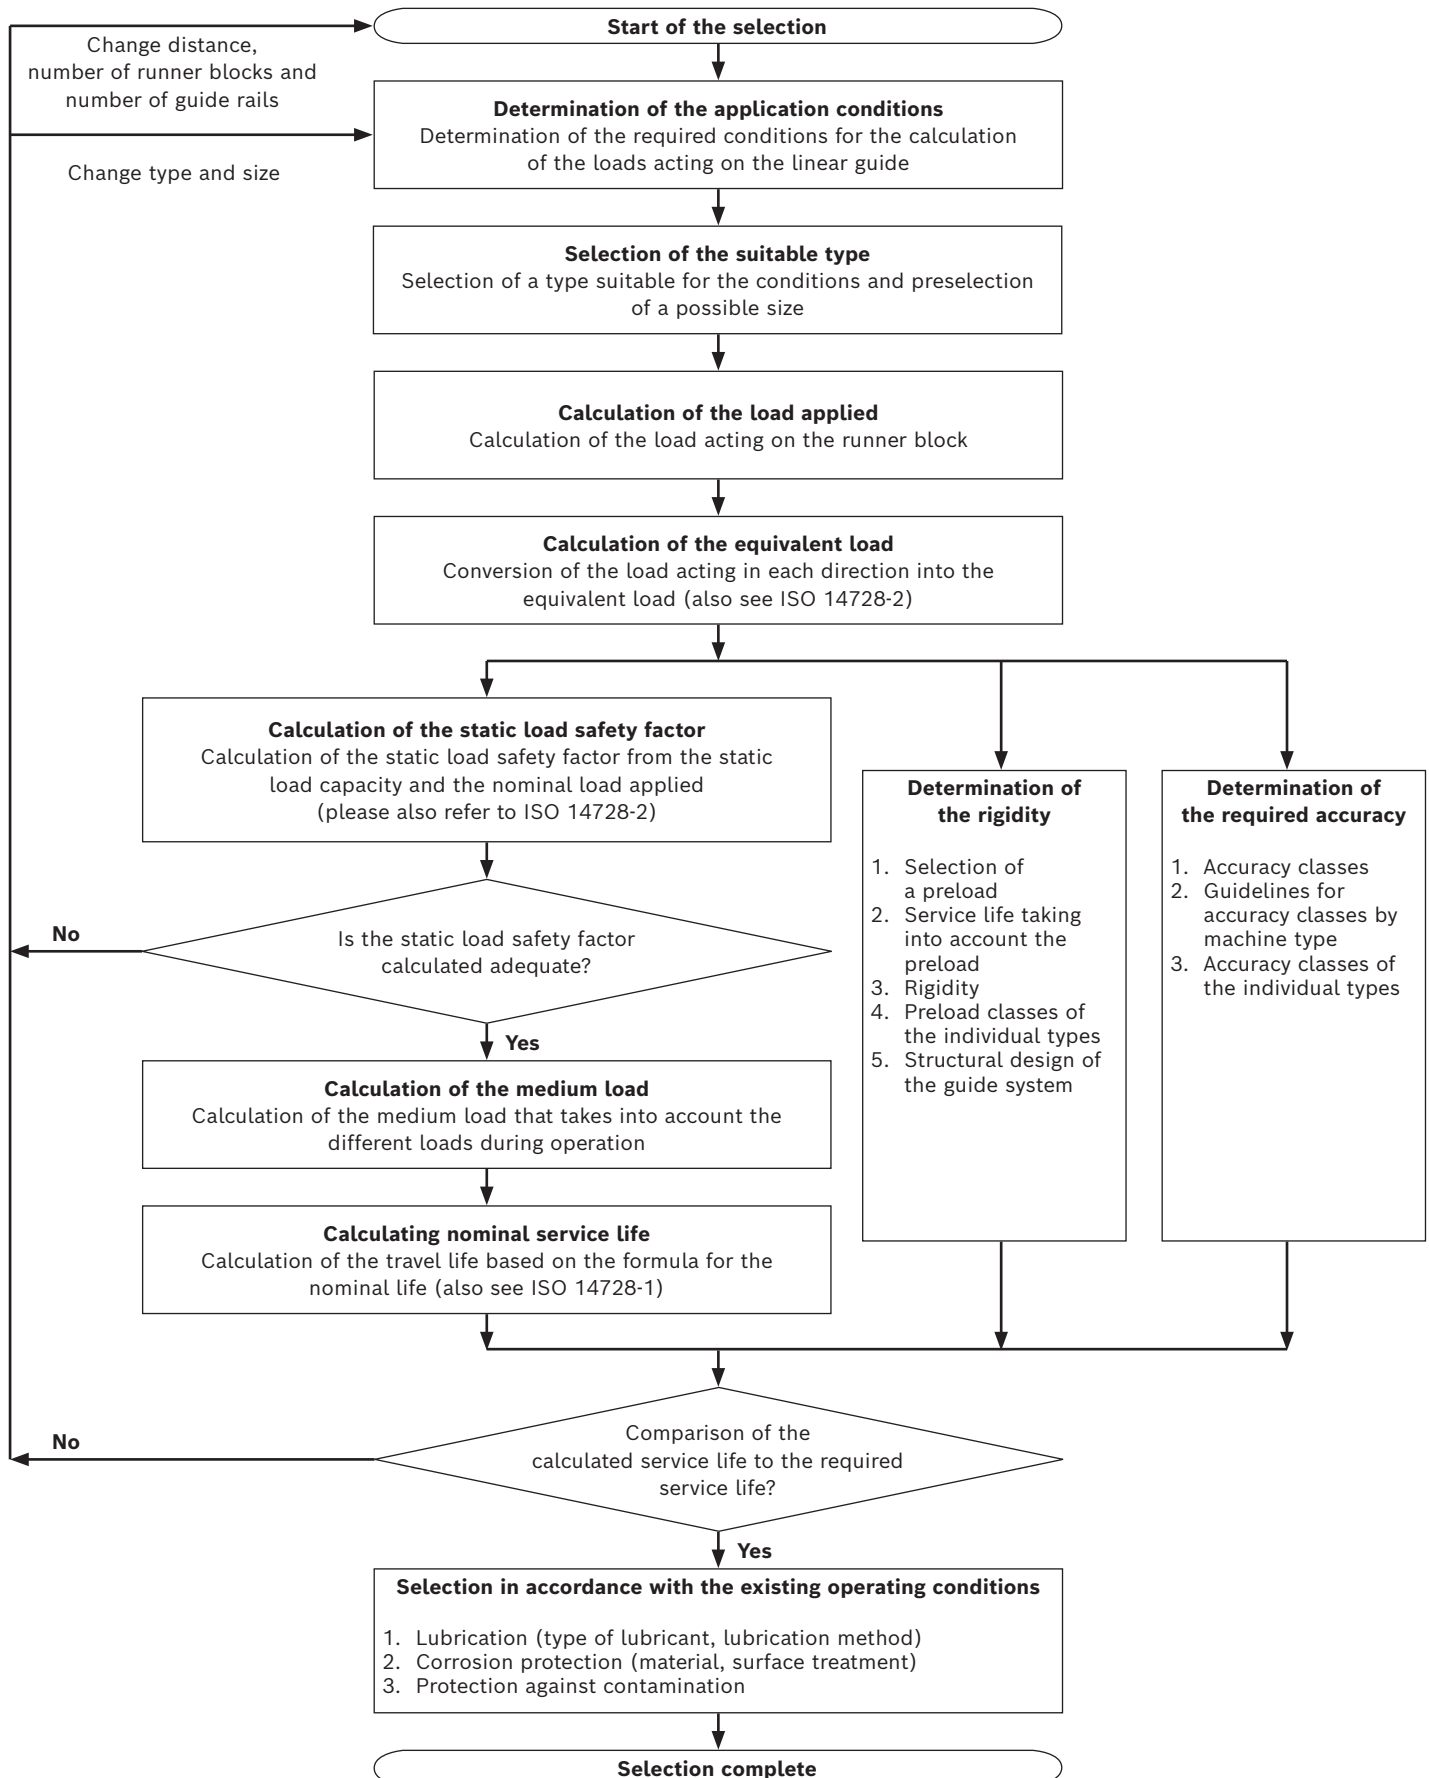 Start of the selection
Change distance,
number of runner blocks and
number of guide rails
Change type and size
Determination of the application conditions
Determination of the required conditions for the calculation
of the loads acting on the linear guide
Selection of the suitable type
Selection of a type suitable for the conditions and preselection
of a possible size
Calculation of the load applied
Calculation of the load acting on the runner block
Calculation of the equivalent load
Conversion of the load acting in each direction into the
equivalent load (also see ISO 14728-2)
Calculation of the static load safety factor
Calculation of the static load safety factor from the static
load capacity and the nominal load applied
(please also refer to ISO 14728-2)
No
Is the static load safety factor
calculated adequate?
Yes
Calculation of the medium load
Calculation of the medium load that takes into account the
different loads during operation
Calculating nominal service life
Calculation of the travel life based on the formula for the
nominal life (also see ISO 14728-1)
Determination of
the rigidity
1. Selection of
a preload
2. Service life taking
into account the
preload
3. Rigidity
4. Preload classes of
the individual types
5. Structural design of
the guide system
Determination of
the required accuracy
1. Accuracy classes
2. Guidelines for
accuracy classes by
machine type
3. Accuracy classes of
the individual types
No
Comparison of the
calculated service life to the required
service life?
Yes
Selection in accordance with the existing operating conditions
1. Lubrication (type of lubricant, lubrication method)
2. Corrosion protection (material, surface treatment)
3. Protection against contamination
Selection complete